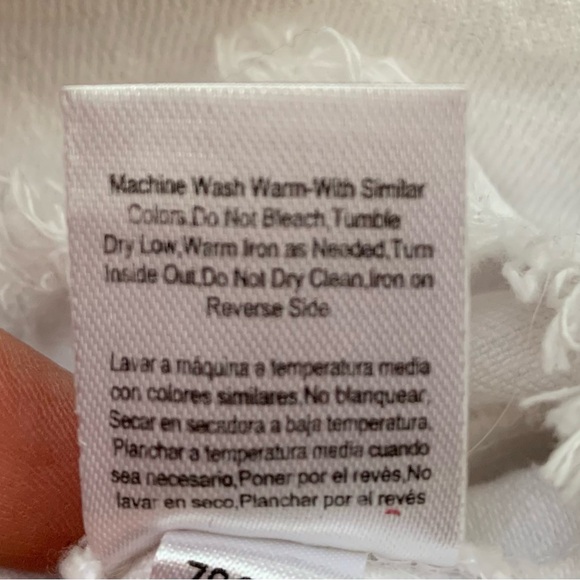 Machine Wash Warm-With Similar
Colors.Do Not Bleach,Tumble
Dry Low,Warm Iron as Needed,Turn
Inside Out.Do Not Dry Clean.Iron on
Reverse Side
Lavar a máquina a temperatura media
con colores similares.No blanquear,
Secar en secadora a baja temperatura.
Planchar a temperatura media cuando
sea necesario,Poner por el revés,No
lavar en seco,Planchar por el revés